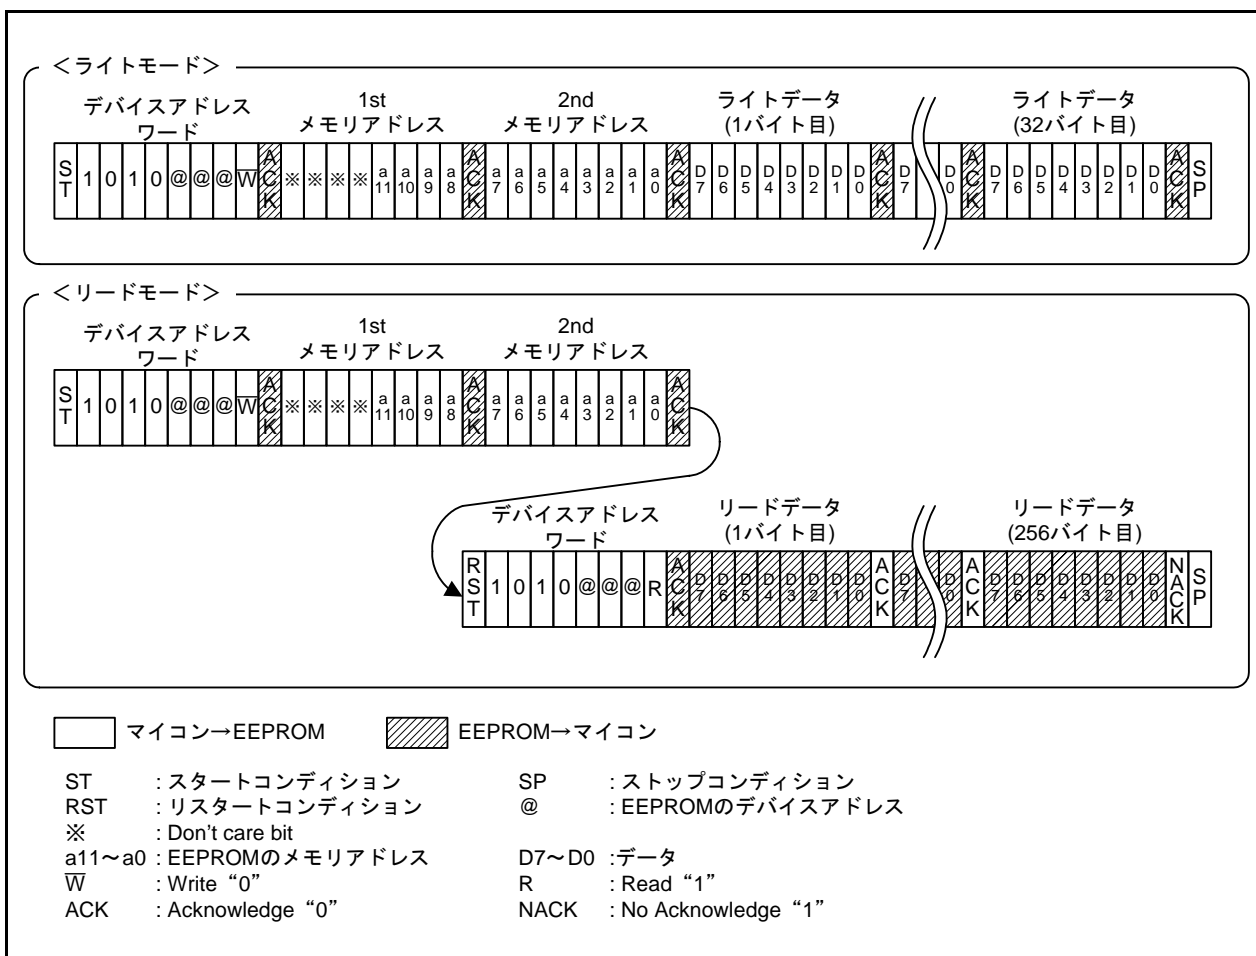 ＜ライトモード＞
デバイスアドレス
ワード
1st
メモリアドレス
2nd
メモリアドレス
ライトデータ
(1バイト目)
ライトデータ
(32バイト目)
ST 1 0 1 0 @ @ @ W̅ ACK ※ ※ ※ ※ a11 a10 a9 a8 ACK a7 a6 a5 a4 a3 a2 a1 a0 ACK D7 D6 D5 D4 D3 D2 D1 D0 ACK D7 D0 ACK D7 D6 D5 D4 D3 D2 D1 D0 ACK SP
＜リードモード＞
デバイスアドレス
ワード
1st
メモリアドレス
2nd
メモリアドレス
ST 1 0 1 0 @ @ @ W̅ ACK ※ ※ ※ ※ a11 a10 a9 a8 ACK a7 a6 a5 a4 a3 a2 a1 a0 ACK
デバイスアドレス
ワード
リードデータ
(1バイト目)
リードデータ
(256バイト目)
RST 1 0 1 0 @ @ @ R ACK D7 D6 D5 D4 D3 D2 D1 D0 ACK D7 D0 ACK D7 D6 D5 D4 D3 D2 D1 D0 NACK SP
マイコン→EEPROM
EEPROM→マイコン
ST : スタートコンディション
SP : ストップコンディション
RST : リスタートコンディション
@ : EEPROMのデバイスアドレス
※ : Don't care bit
a11～a0 : EEPROMのメモリアドレス
D7～D0 :データ
W̅ : Write “0”
R : Read “1”
ACK : Acknowledge “0”
NACK : No Acknowledge “1”